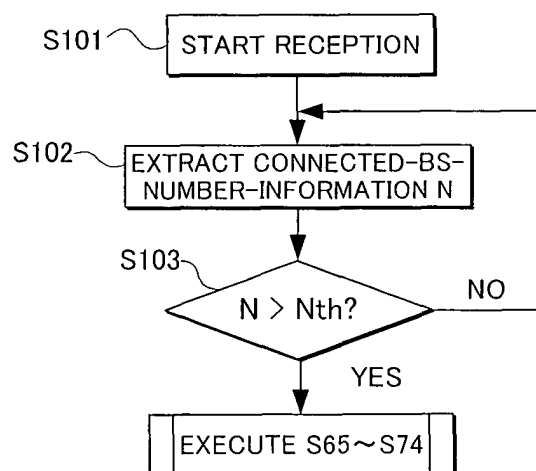 S101
START RECEPTION
S102
EXTRACT CONNECTED-BS-
NUMBER-INFORMATION N
S103
N > Nth?
NO
YES
EXECUTE S65～S74